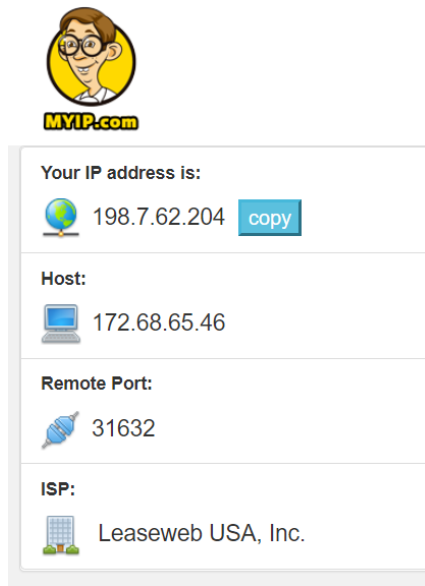 MYIP.com
Your IP address is:
198.7.62.204 copy
Host:
172.68.65.46
Remote Port:
31632
ISP:
Leaseweb USA, Inc.